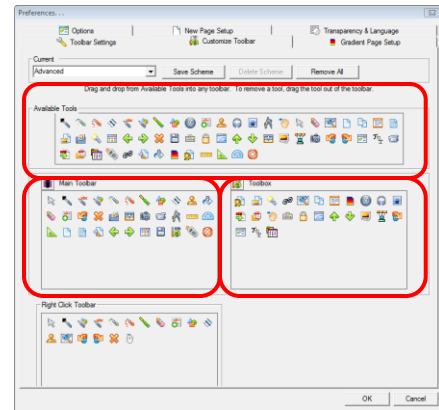 Preferences. . .
Options
New Page Setup
Transparency & Language
Toolbar Settings
Customize Toolbar
Gradient Page Setup
Current
Advanced
Save Scheme
Delete Scheme
Remove All
Drag and drop from Available Tools into any toolbar. To remove a tool, drag the tool out of the toolbar.
Available Tools
Main Toolbar
Toolbox
Right Click Toolbar
OK
Cancel